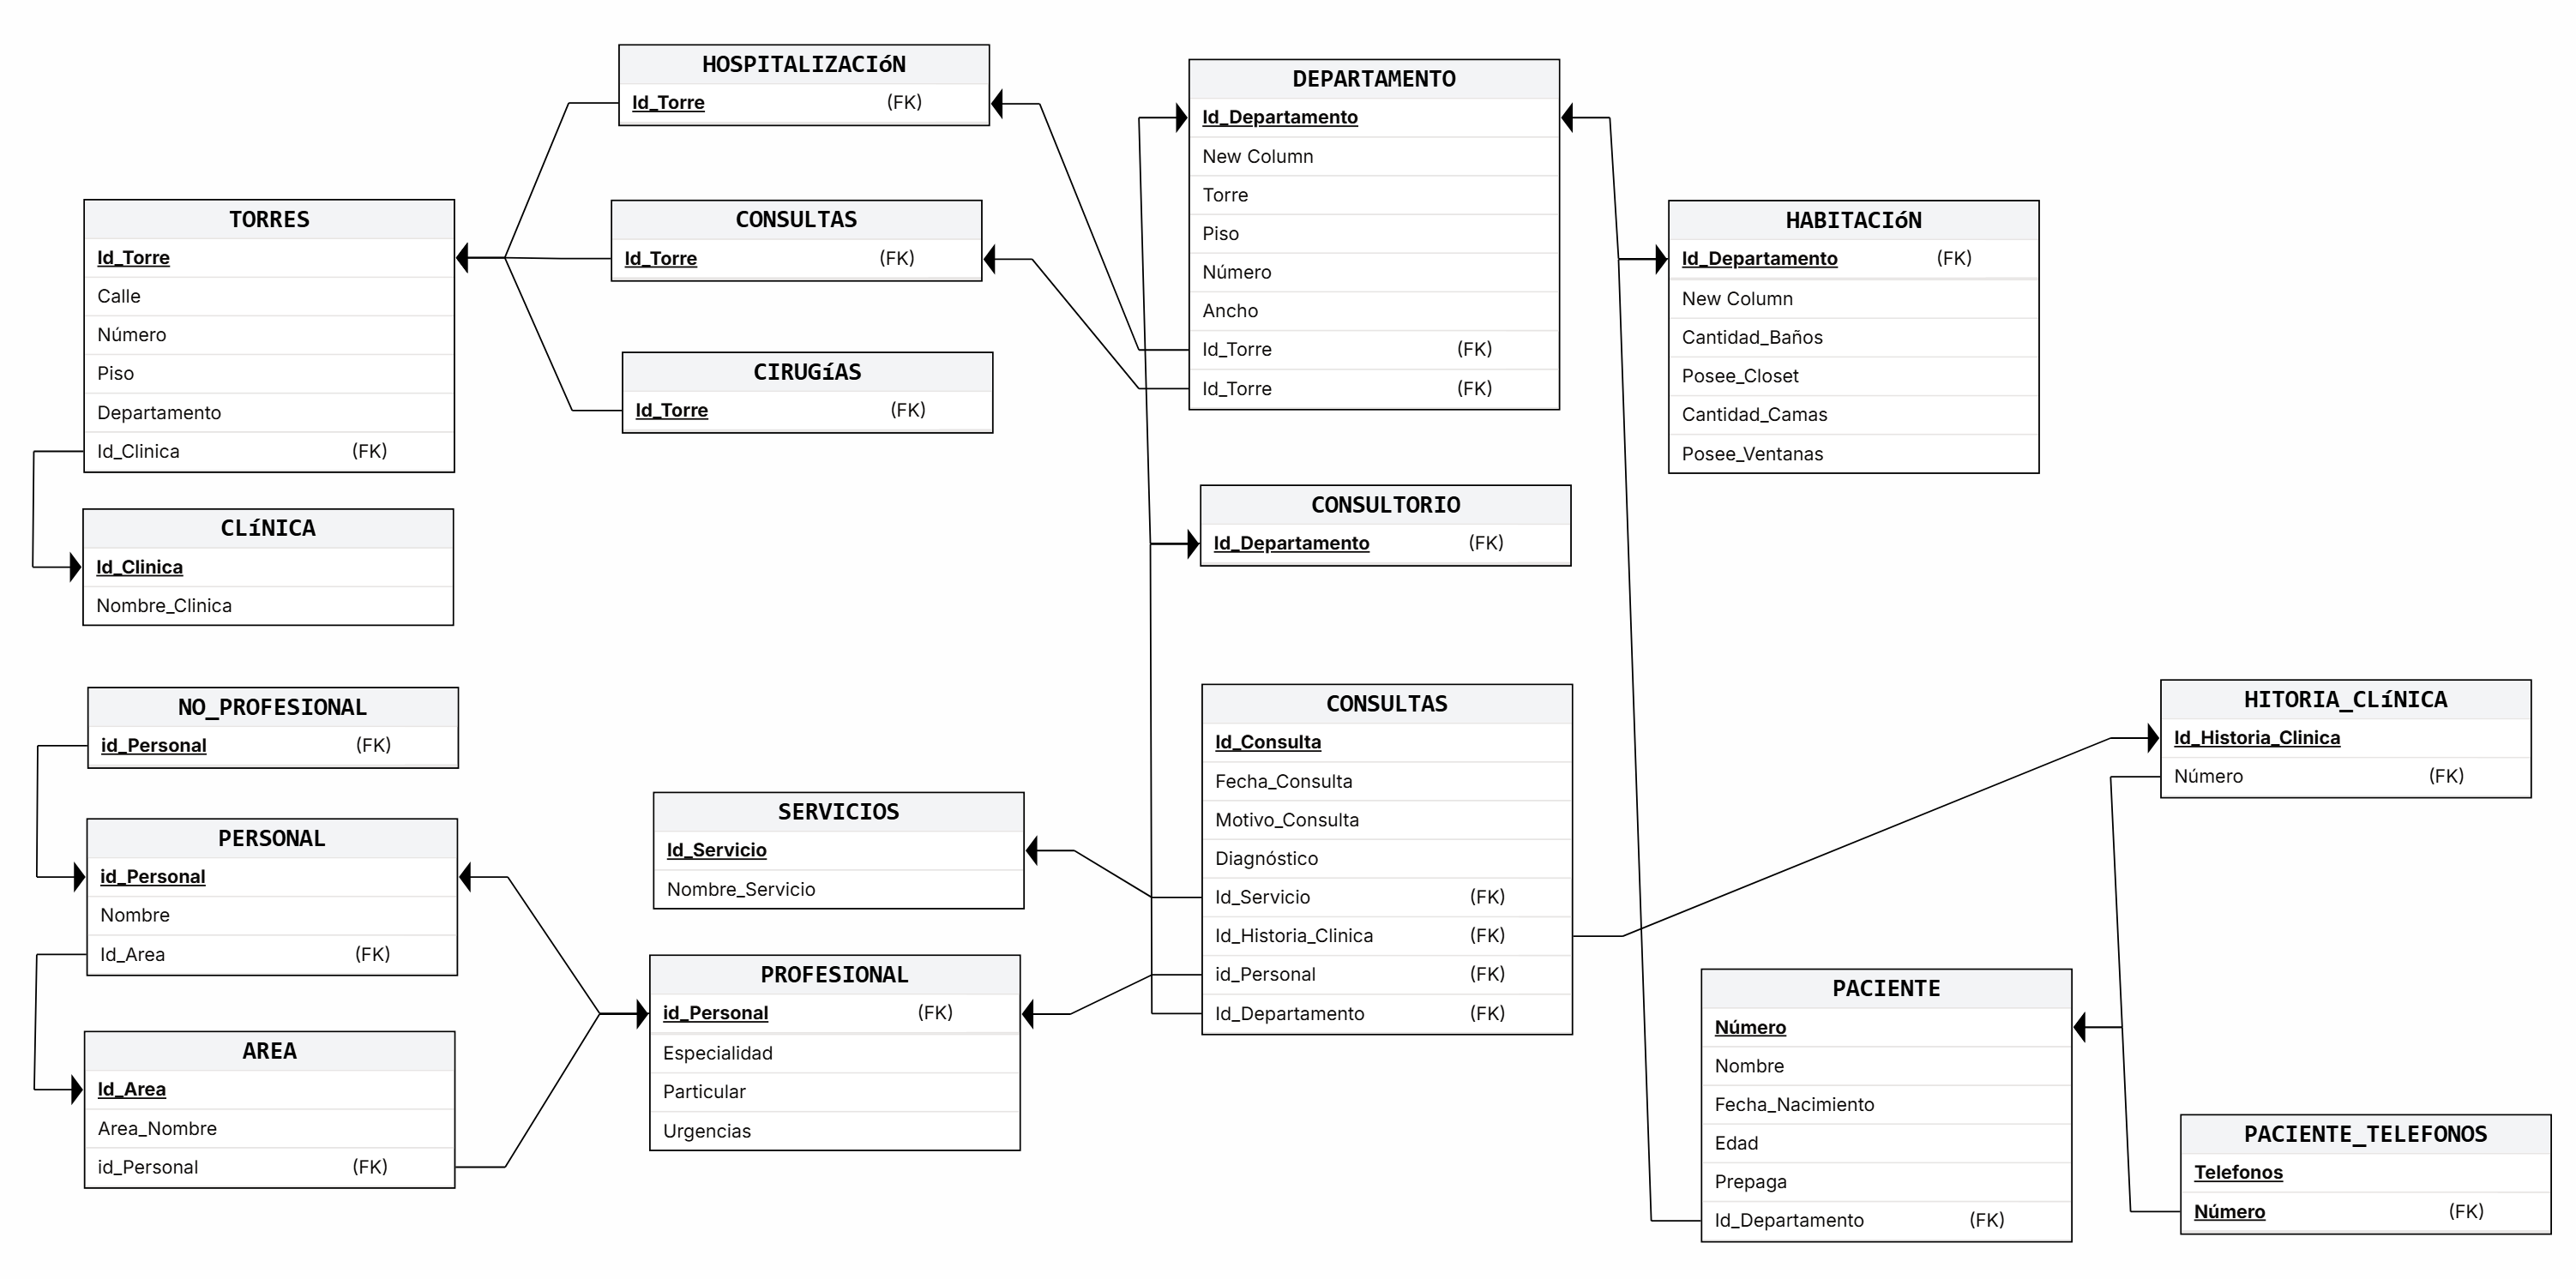 HOSPITALIZACIóN
Id_Torre (FK)
DEPARTAMENTO
Id_Departamento
New Column
Torre
Piso
Número
Ancho
Id_Torre (FK)
Id_Torre (FK)
TORRES
Id_Torre
Calle
Número
Piso
Departamento
Id_Clinica (FK)
CONSULTAS
Id_Torre (FK)
HABITACIóN
Id_Departamento (FK)
New Column
Cantidad_Baños
Posee_Closet
Cantidad_Camas
Posee_Ventanas
CIRUGíAS
Id_Torre (FK)
CLíNICA
Id_Clinica
Nombre_Clinica
CONSULTORIO
Id_Departamento (FK)
NO_PROFESIONAL
id_Personal (FK)
PERSONAL
id_Personal
Nombre
Id_Area (FK)
AREA
Id_Area
Area_Nombre
id_Personal (FK)
SERVICIOS
Id_Servicio
Nombre_Servicio
PROFESIONAL
id_Personal (FK)
Especialidad
Particular
Urgencias
CONSULTAS
Id_Consulta
Fecha_Consulta
Motivo_Consulta
Diagnóstico
Id_Servicio (FK)
Id_Historia_Clinica (FK)
id_Personal (FK)
Id_Departamento (FK)
HITORIA_CLíNICA
Id_Historia_Clinica
Número (FK)
PACIENTE
Número
Nombre
Fecha_Nacimiento
Edad
Prepaga
Id_Departamento (FK)
PACIENTE_TELEFONOS
Telefonos
Número (FK)